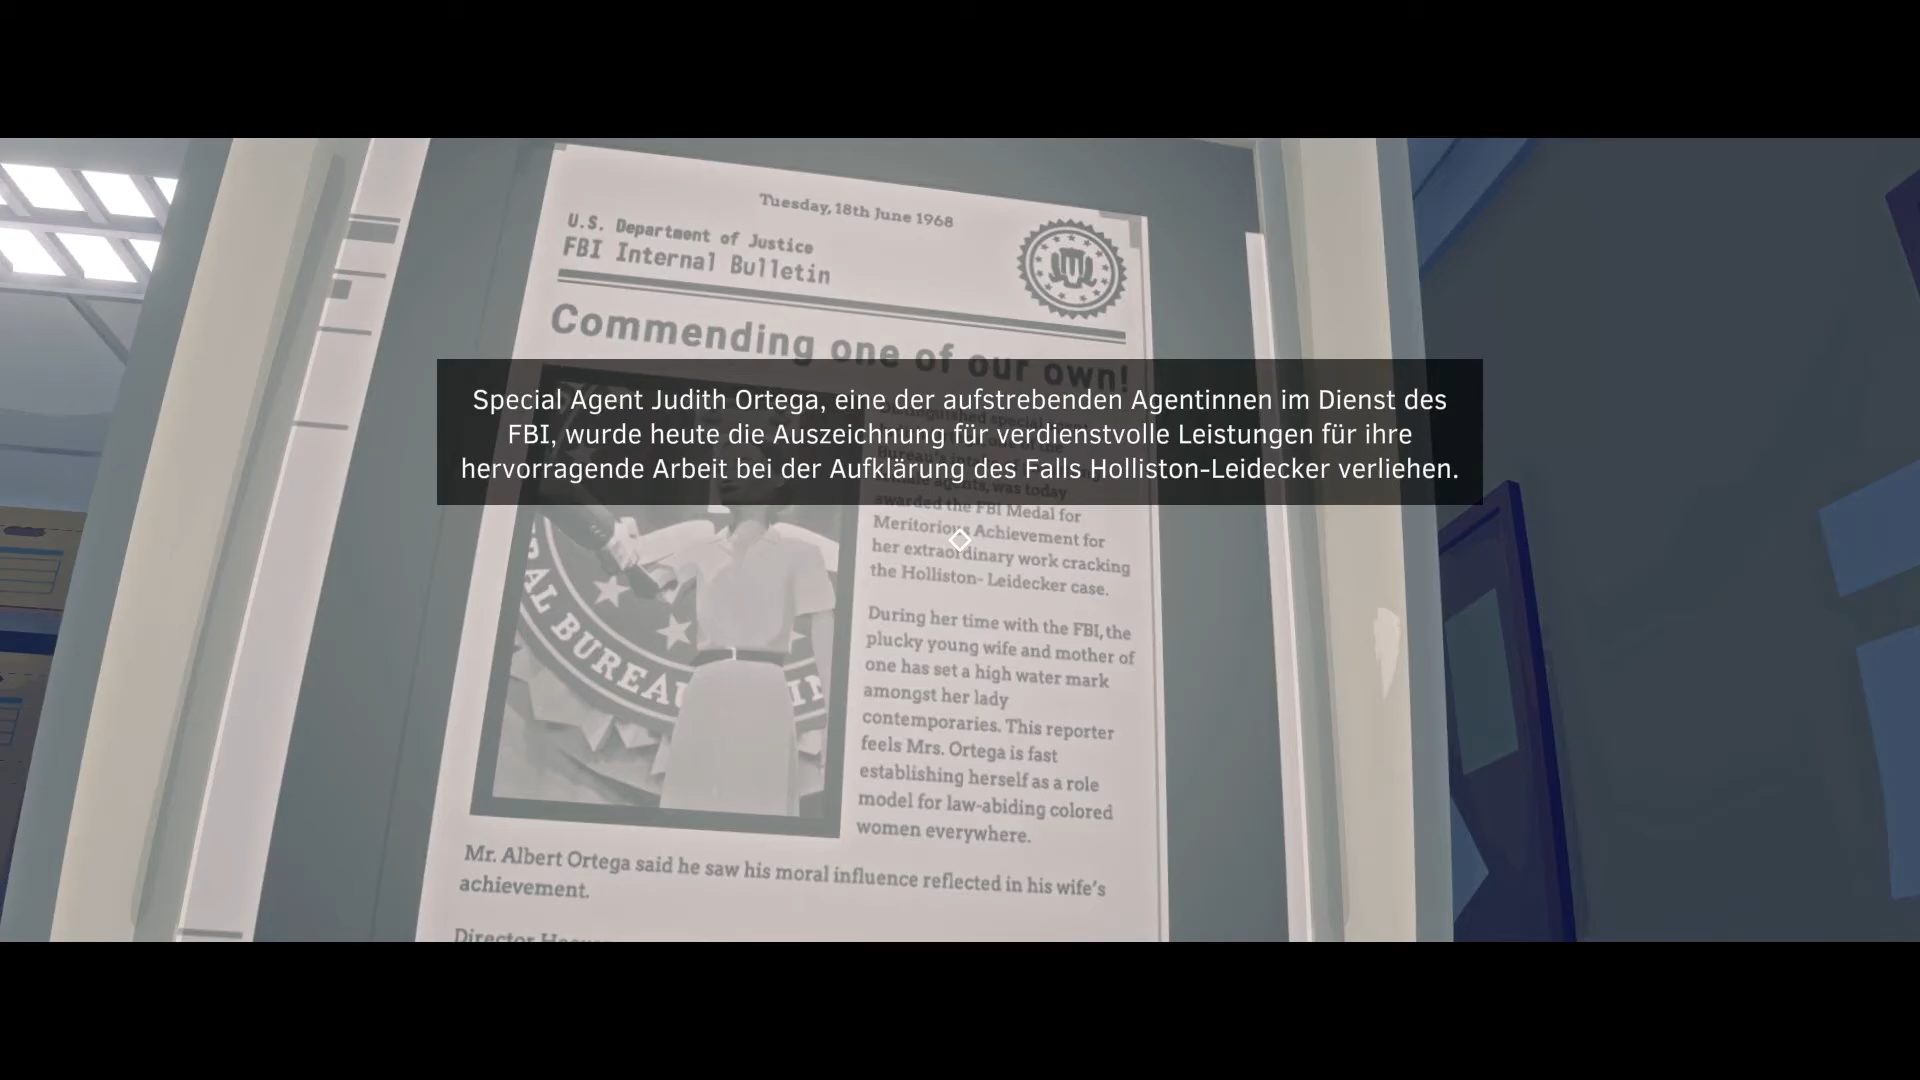 Tuesday, 18th June 1968
U.S. Department of Justice
FBI Internal Bulletin
Commending one of our own!
Special Agent Judith Ortega, eine der aufstrebenden Agentinnen im Dienst des
FBI, wurde heute die Auszeichnung für verdienstvolle Leistungen für ihre
hervorragende Arbeit bei der Aufklärung des Falls Holliston-Leidecker verliehen.
agents, was today
awarded the FBI Medal for
Meritorious Achievement for
her extraordinary work cracking
the Holliston- Leidecker case.
During her time with the FBI, the
plucky young wife and mother of
one has set a high water mark
amongst her lady
contemporaries. This reporter
feels Mrs. Ortega is fast
establishing herself as a role
model for law-abiding colored
women everywhere.
BUREAU
Mr. Albert Ortega said he saw his moral influence reflected in his wife's
achievement.
Director